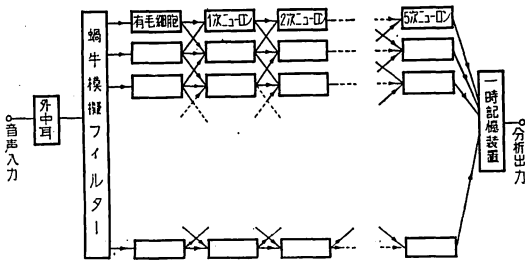 音声入力
外中耳
蝸牛模擬フィルター
有毛細胞
1次ニューロン
2次ニューロン
5次ニューロン
一時記憶装置
分析出力